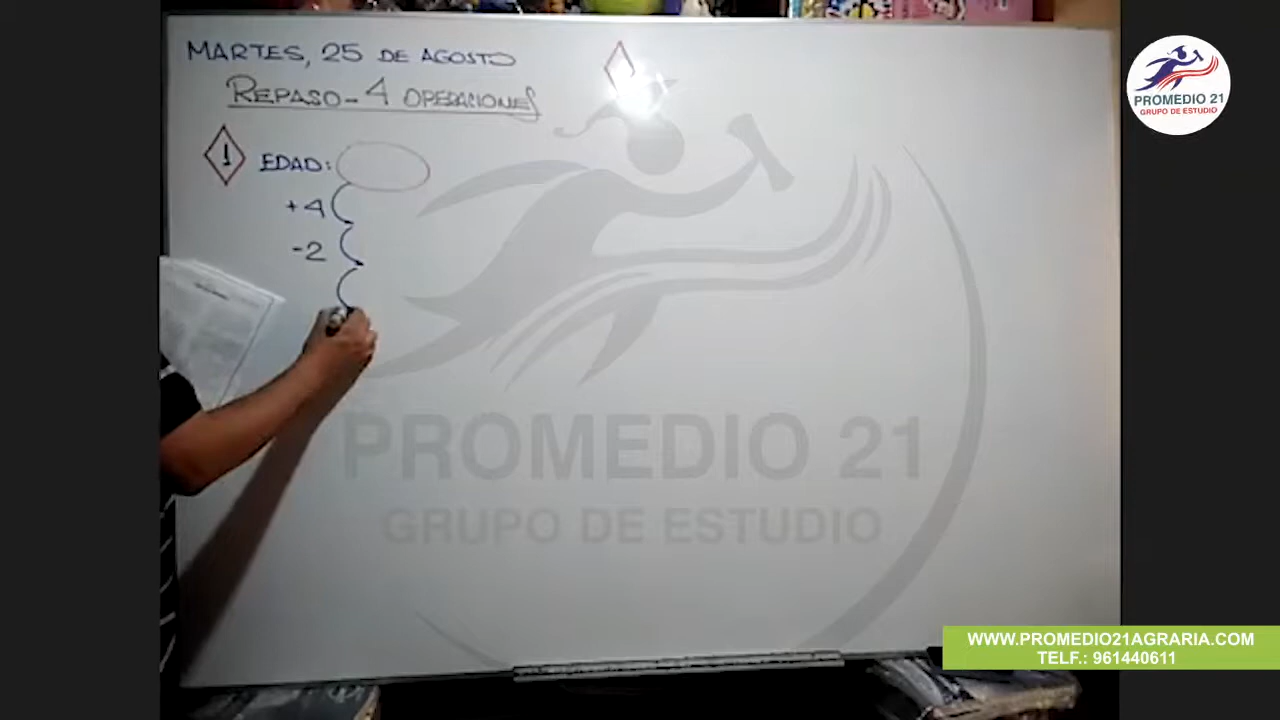 MARTES, 25 DE AGOSTO
REPASO - 4 OPERACIONES
1 EDAD:
+4
-2
PROMEDIO 21
GRUPO DE ESTUDIO
PROMEDIO 21
GRUPO DE ESTUDIO
WWW.PROMEDIO21AGRARIA.COM
TELF.: 961440611